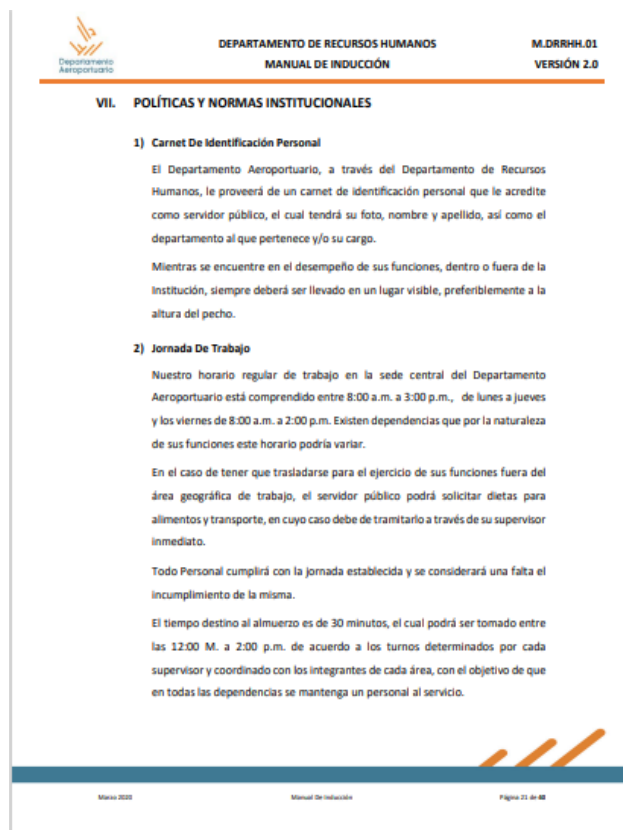 Departamento
Aeroportuario
DEPARTAMENTO DE RECURSOS HUMANOS
MANUAL DE INDUCCIÓN
M.DRRHH.01
VERSIÓN 2.0
VII. POLÍTICAS Y NORMAS INSTITUCIONALES
1) Carnet De Identificación Personal
El Departamento Aeroportuario, a través del Departamento de Recursos
Humanos, le proveerá de un carnet de identificación personal que le acredite
como servidor público, el cual tendrá su foto, nombre y apellido, así como el
departamento al que pertenece y/o su cargo.
Mientras se encuentre en el desempeño de sus funciones, dentro o fuera de la
Institución, siempre deberá ser llevado en un lugar visible, preferiblemente a la
altura del pecho.
2) Jornada De Trabajo
Nuestro horario regular de trabajo en la sede central del Departamento
Aeroportuario está comprendido entre 8:00 a.m. a 3:00 p.m., de lunes a jueves
y los viernes de 8:00 a.m. a 2:00 p.m. Existen dependencias que por la naturaleza
de sus funciones este horario podría variar.
En el caso de tener que trasladarse para el ejercicio de sus funciones fuera del
área geográfica de trabajo, el servidor público podrá solicitar dietas para
alimentos y transporte, en cuyo caso debe de tramitarlo a través de su supervisor
inmediato.
Todo Personal cumplirá con la jornada establecida y se considerará una falta el
incumplimiento de la misma.
El tiempo destino al almuerzo es de 30 minutos, el cual podrá ser tomado entre
las 12:00 M. a 2:00 p.m. de acuerdo a los turnos determinados por cada
supervisor y coordinado con los integrantes de cada área, con el objetivo de que
en todas las dependencias se mantenga un personal al servicio.
Marzo 2020
Manual De Inducción
Página 21 de 40